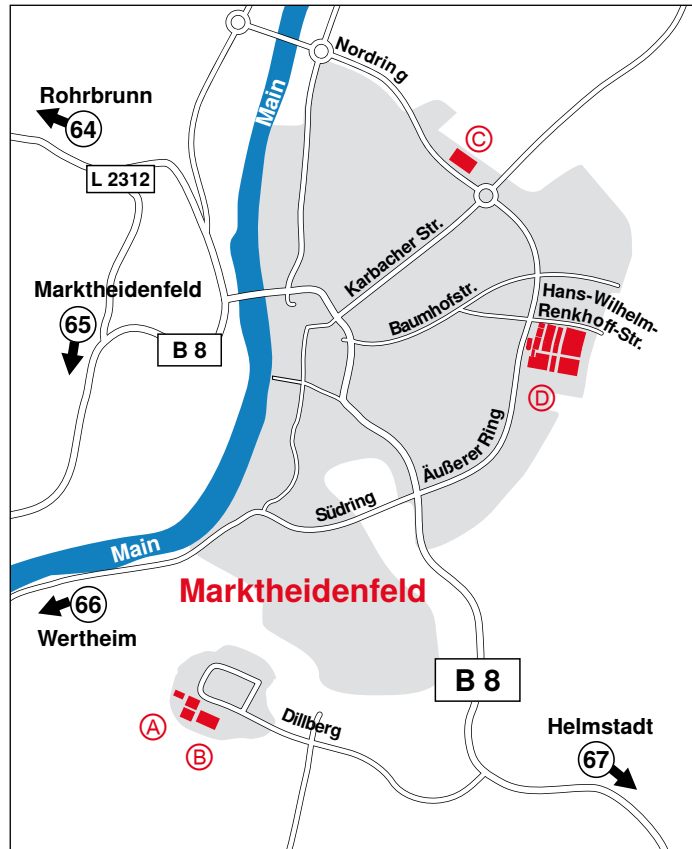 Nordring
Main
Rohrbrunn
64
C
L 2312
Karbacher Str.
Marktheidenfeld
65
Baumhofstr.
Hans-Wilhelm-
Renkhoff-Str.
B 8
D
Äußerer Ring
Südring
Main
Marktheidenfeld
66
Wertheim
B 8
A
B
Dillberg
Helmstadt
67